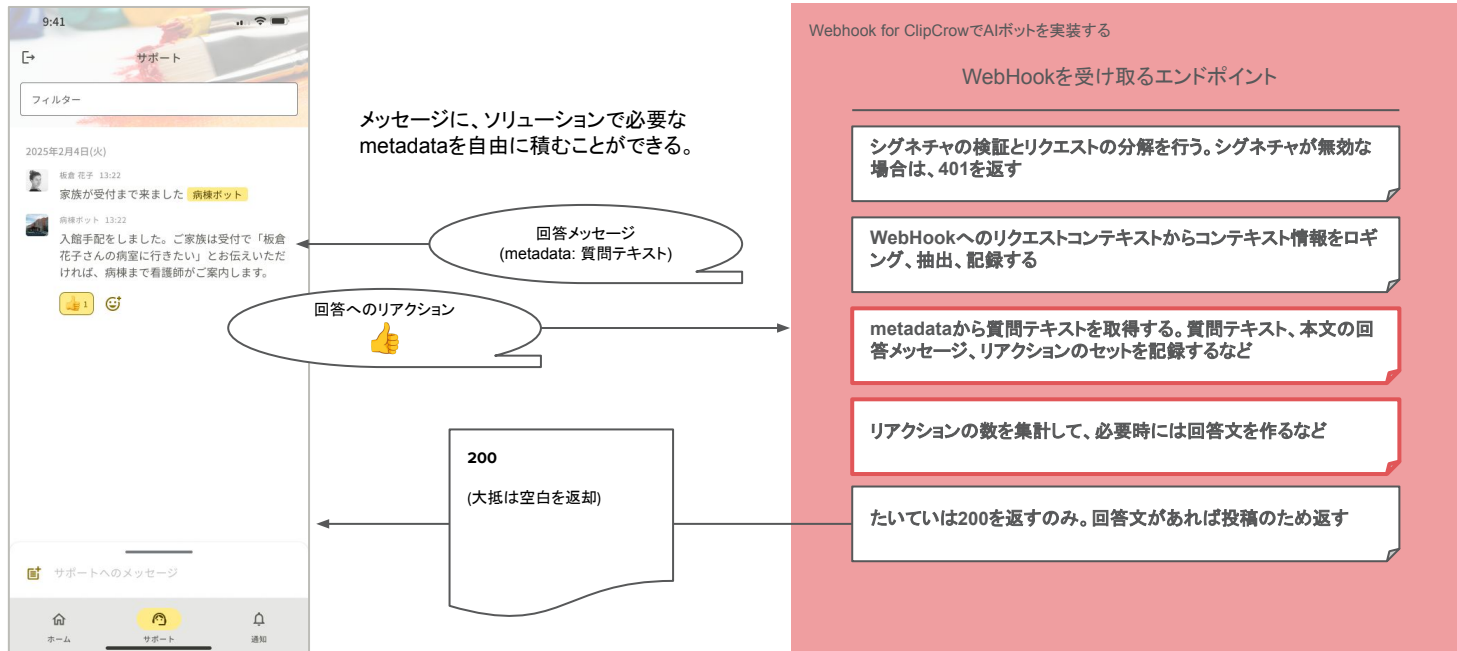 9:41
サポート
フィルター
2025年2月4日(火)
板倉 花子 13:22
家族が受付まで来ました 病棟ボット
病棟ボット 13:22
入館手配をしました。ご家族は受付で「板倉
花子さんの病室に行きたい」とお伝えいただ
ければ、病棟まで看護師がご案内します。
👍 1
サポートへのメッセージ
ホーム
サポート
通知
メッセージに、ソリューションで必要な
metadataを自由に積むことができる。
回答メッセージ
(metadata: 質問テキスト)
回答へのリアクション
👍
200
(大抵は空白を返却)
Webhook for ClipCrowでAIボットを実装する
WebHookを受け取るエンドポイント
シグネチャの検証とリクエストの分解を行う。シグネチャが無効な
場合は、401を返す
WebHookへのリクエストコンテキストからコンテキスト情報をロギ
ング、抽出、記録する
metadataから質問テキストを取得する。質問テキスト、本文の回
答メッセージ、リアクションのセットを記録するなど
リアクションの数を集計して、必要時には回答文を作るなど
たいていは200を返すのみ。回答文があれば投稿のため返す